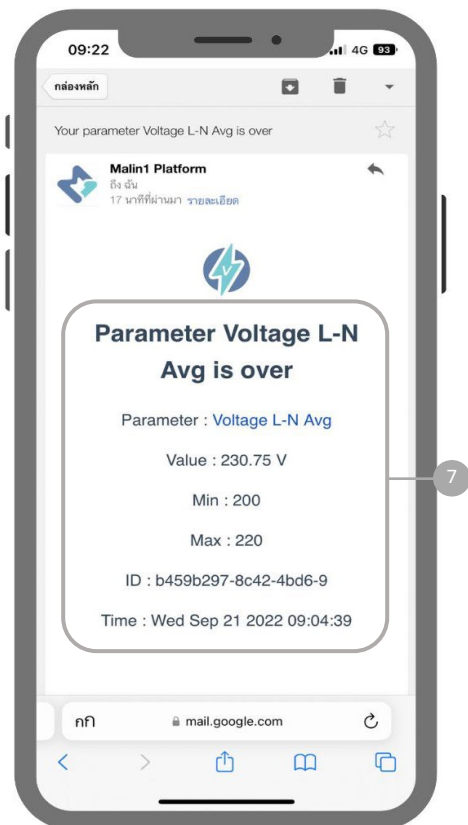 09:22
4G 93
กล่องหลัก
Your parameter Voltage L-N Avg is over
Malin1 Platform
ถึง ฉัน
17 นาทีที่ผ่านมา รายละเอียด
Parameter Voltage L-N
Avg is over
Parameter : Voltage L-N Avg
Value : 230.75 V
Min : 200
Max : 220
ID : b459b297-8c42-4bd6-9
Time : Wed Sep 21 2022 09:04:39
7
กก mail.google.com